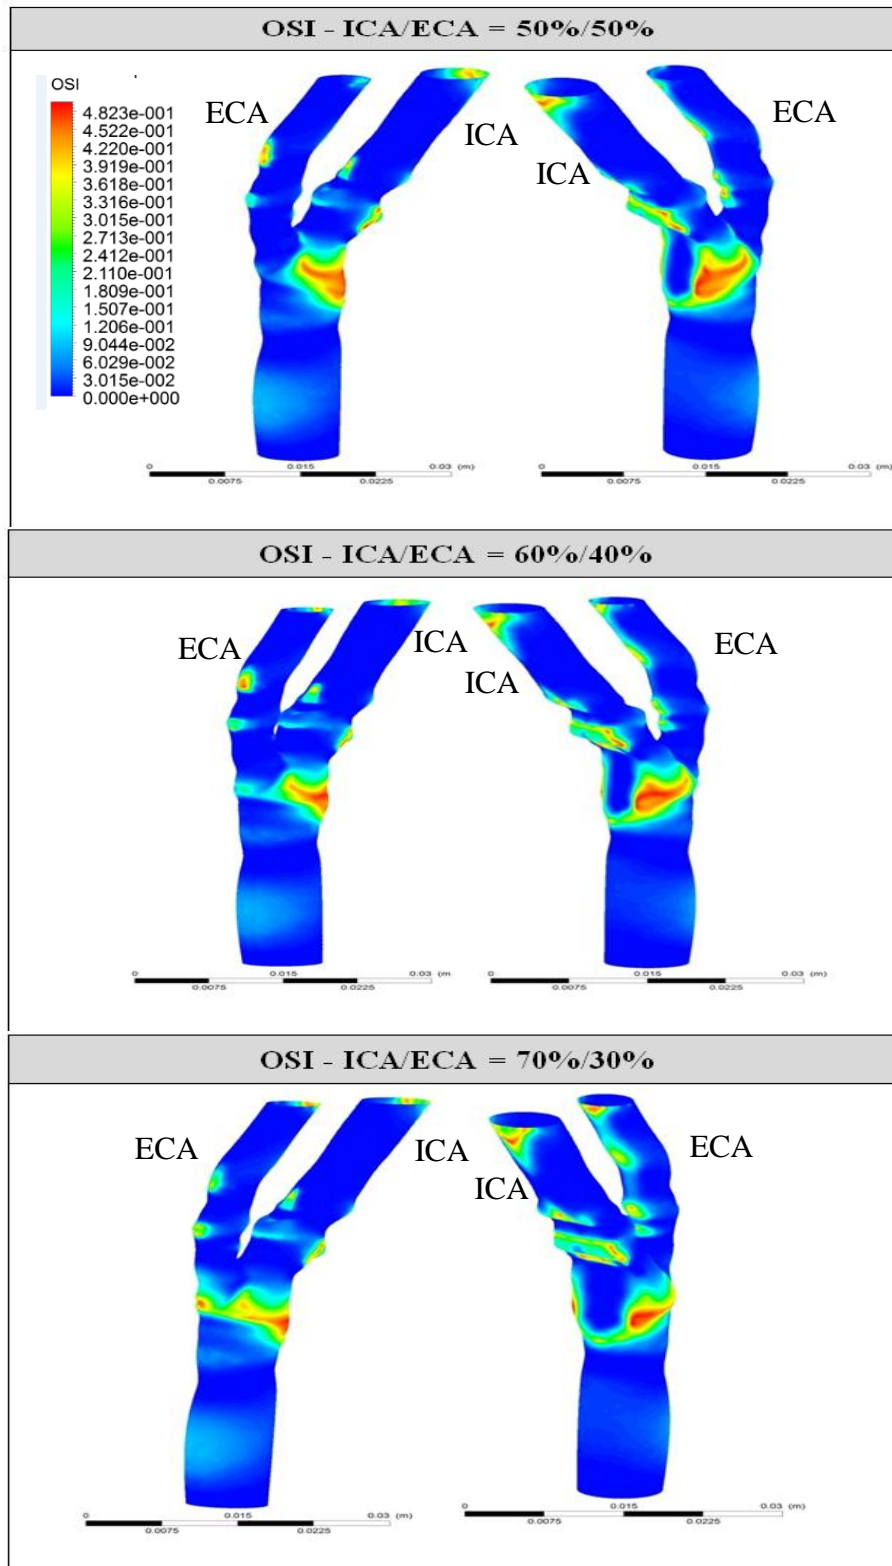 OSI - ICA/ECA = 50%/50%
OSI
4.823e-001
4.522e-001
4.220e-001
3.919e-001
3.618e-001
3.316e-001
3.015e-001
2.713e-001
2.412e-001
2.110e-001
1.809e-001
1.507e-001
1.206e-001
9.044e-002
6.029e-002
3.015e-002
0.000e+000
ECA
ICA
ICA
ECA
0 0.015 0.03 (m)
0.0075 0.0225
0 0.015 0.03 (m)
0.0075 0.0225
OSI - ICA/ECA = 60%/40%
ECA
ICA
ICA
ECA
0 0.015 0.03 (m
0.0075 0.0225
0 0.015 0.03 (m)
0.0075 0.0225
OSI - ICA/ECA = 70%/30%
ECA
ICA
ICA
ECA
0 0.015 0.03 (m)
0.0075 0.0225
0 0.015 0.03 (m)
0.0075 0.0225